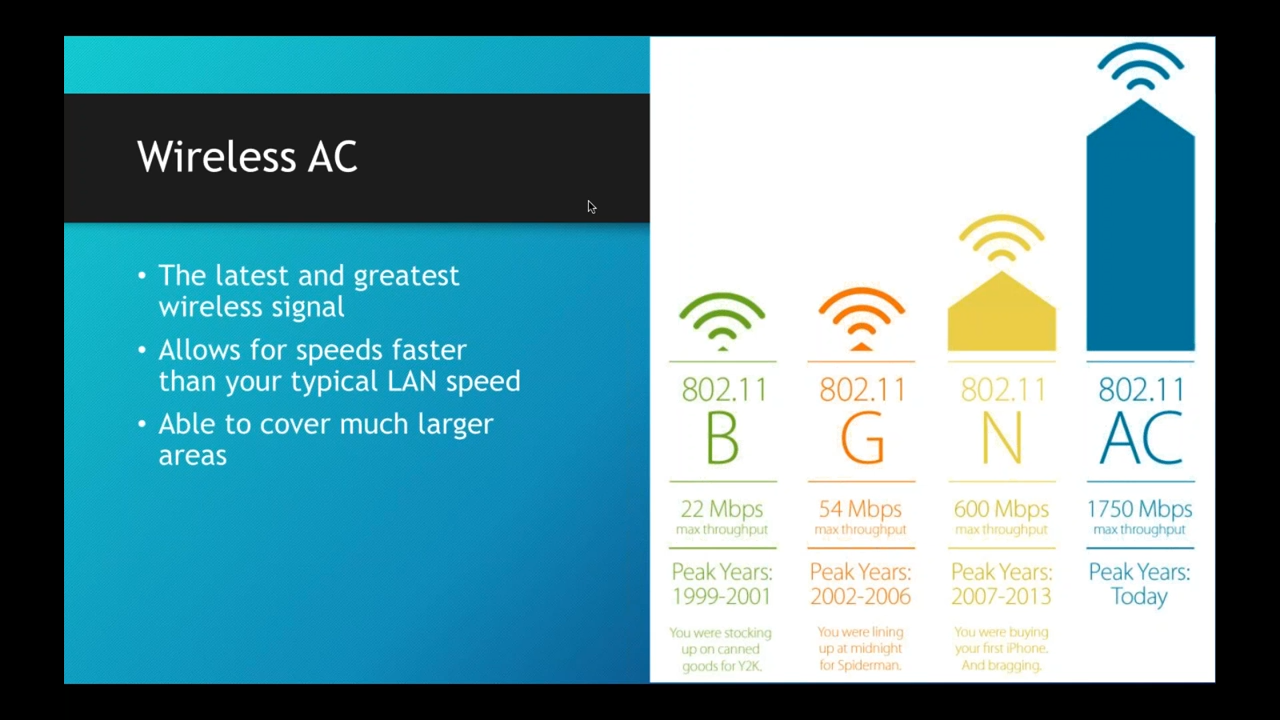 Wireless AC
• The latest and greatest
wireless signal
• Allows for speeds faster
than your typical LAN speed
• Able to cover much larger
areas
802.11
B
22 Mbps
max throughput
Peak Years:
1999-2001
You were stocking
up on canned
goods for Y2K.
802.11
G
54 Mbps
max throughput
Peak Years:
2002-2006
You were lining
up at midnight
for Spiderman.
802.11
N
600 Mbps
max throughput
Peak Years:
2007-2013
You were buying
your first iPhone.
And bragging.
802.11
AC
1750 Mbps
max throughput
Peak Years:
Today